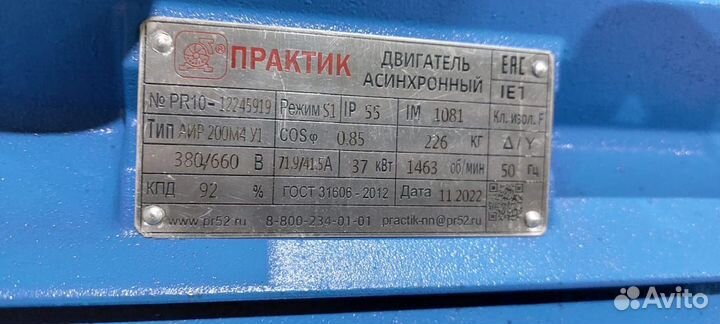 ПРАКТИК ДВИГАТЕЛЬ АСИНХРОННЫЙ EAC
IE1
№ PR10-12245919 Режим S1 IP 55 IM 1081 Кл. изол. F
Тип АИР 200М4 У1 COSφ 0.85 226 кг Δ/Y
380/660 В 71.9/41.5 А 37 кВт 1463 об/мин 50 Гц
КПД 92 % ГОСТ 31606-2012 Дата 11.2022
www.pr52.ru 8-800-234-01-01 practik-nn@pr52.ru
Avito